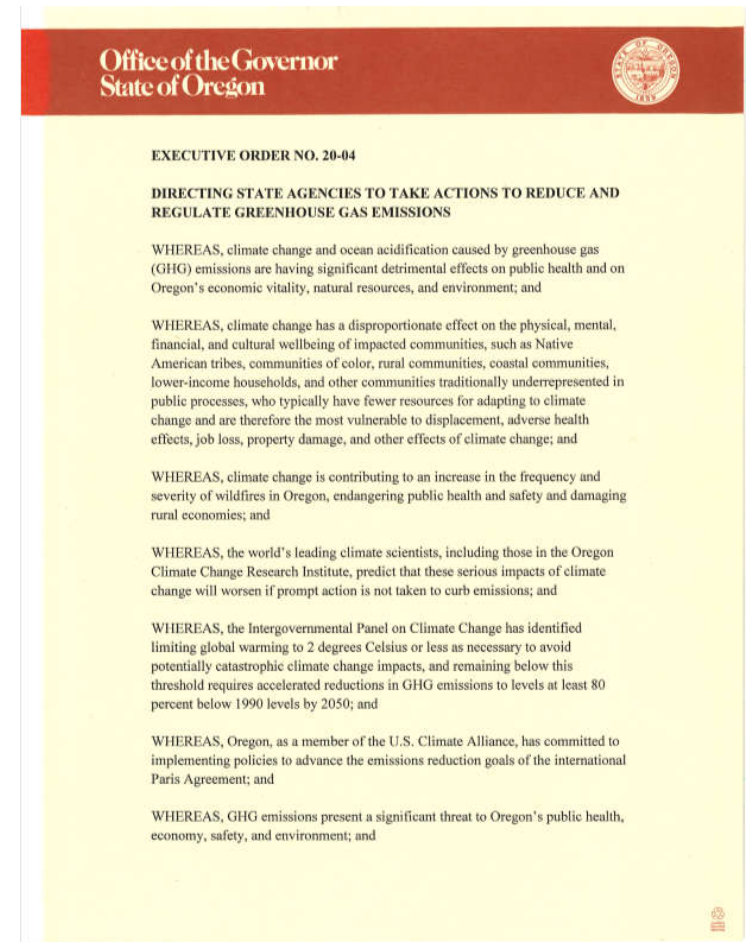 Office of the Governor
State of Oregon
STATE OF OREGON
1859
EXECUTIVE ORDER NO. 20-04
DIRECTING STATE AGENCIES TO TAKE ACTIONS TO REDUCE AND
REGULATE GREENHOUSE GAS EMISSIONS
WHEREAS, climate change and ocean acidification caused by greenhouse gas
(GHG) emissions are having significant detrimental effects on public health and on
Oregon's economic vitality, natural resources, and environment; and
WHEREAS, climate change has a disproportionate effect on the physical, mental,
financial, and cultural wellbeing of impacted communities, such as Native
American tribes, communities of color, rural communities, coastal communities,
lower-income households, and other communities traditionally underrepresented in
public processes, who typically have fewer resources for adapting to climate
change and are therefore the most vulnerable to displacement, adverse health
effects, job loss, property damage, and other effects of climate change; and
WHEREAS, climate change is contributing to an increase in the frequency and
severity of wildfires in Oregon, endangering public health and safety and damaging
rural economies; and
WHEREAS, the world's leading climate scientists, including those in the Oregon
Climate Change Research Institute, predict that these serious impacts of climate
change will worsen if prompt action is not taken to curb emissions; and
WHEREAS, the Intergovernmental Panel on Climate Change has identified
limiting global warming to 2 degrees Celsius or less as necessary to avoid
potentially catastrophic climate change impacts, and remaining below this
threshold requires accelerated reductions in GHG emissions to levels at least 80
percent below 1990 levels by 2050; and
WHEREAS, Oregon, as a member of the U.S. Climate Alliance, has committed to
implementing policies to advance the emissions reduction goals of the international
Paris Agreement; and
WHEREAS, GHG emissions present a significant threat to Oregon's public health,
economy, safety, and environment; and